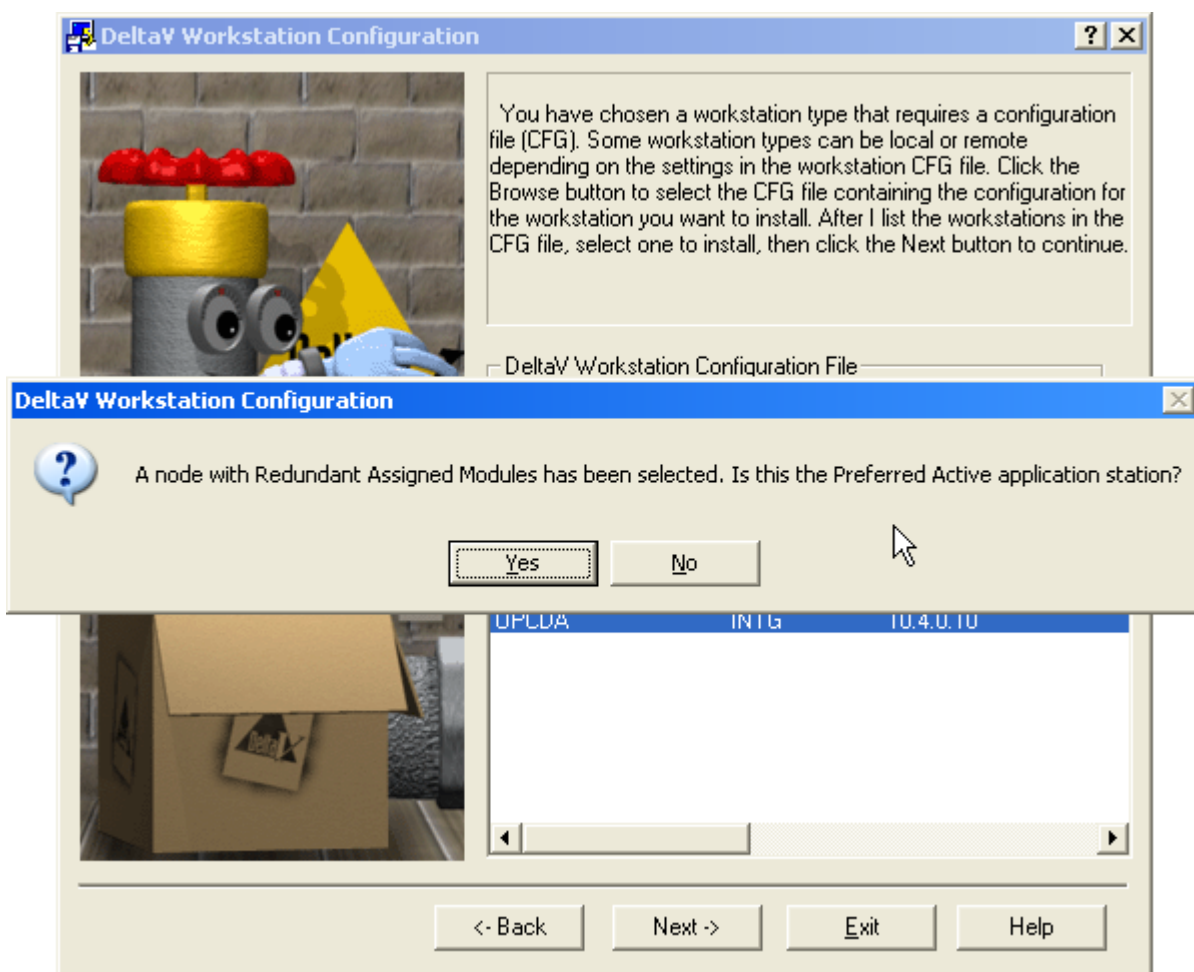 DeltaV Workstation Configuration
You have chosen a workstation type that requires a configuration
file (CFG). Some workstation types can be local or remote
depending on the settings in the workstation CFG file. Click the
Browse button to select the CFG file containing the configuration for
the workstation you want to install. After I list the workstations in the
CFG file, select one to install, then click the Next button to continue.
DeltaV Workstation Configuration File
DeltaV Workstation Configuration
A node with Redundant Assigned Modules has been selected. Is this the Preferred Active application station?
Yes No
OPCDA INTG 10.4.0.10
DeltaV
<- Back Next -> Exit Help